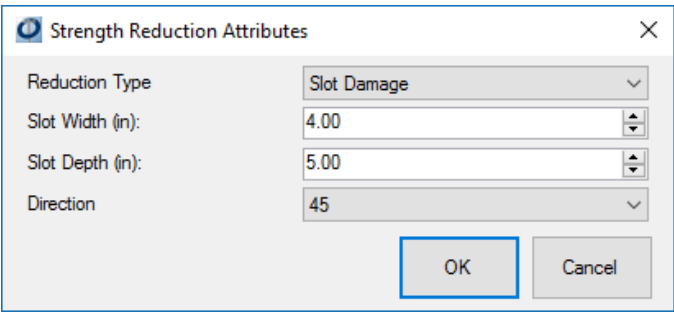 Strength Reduction Attributes
Reduction Type Slot Damage
Slot Width (in): 4.00
Slot Depth (in): 5.00
Direction 45
OK Cancel